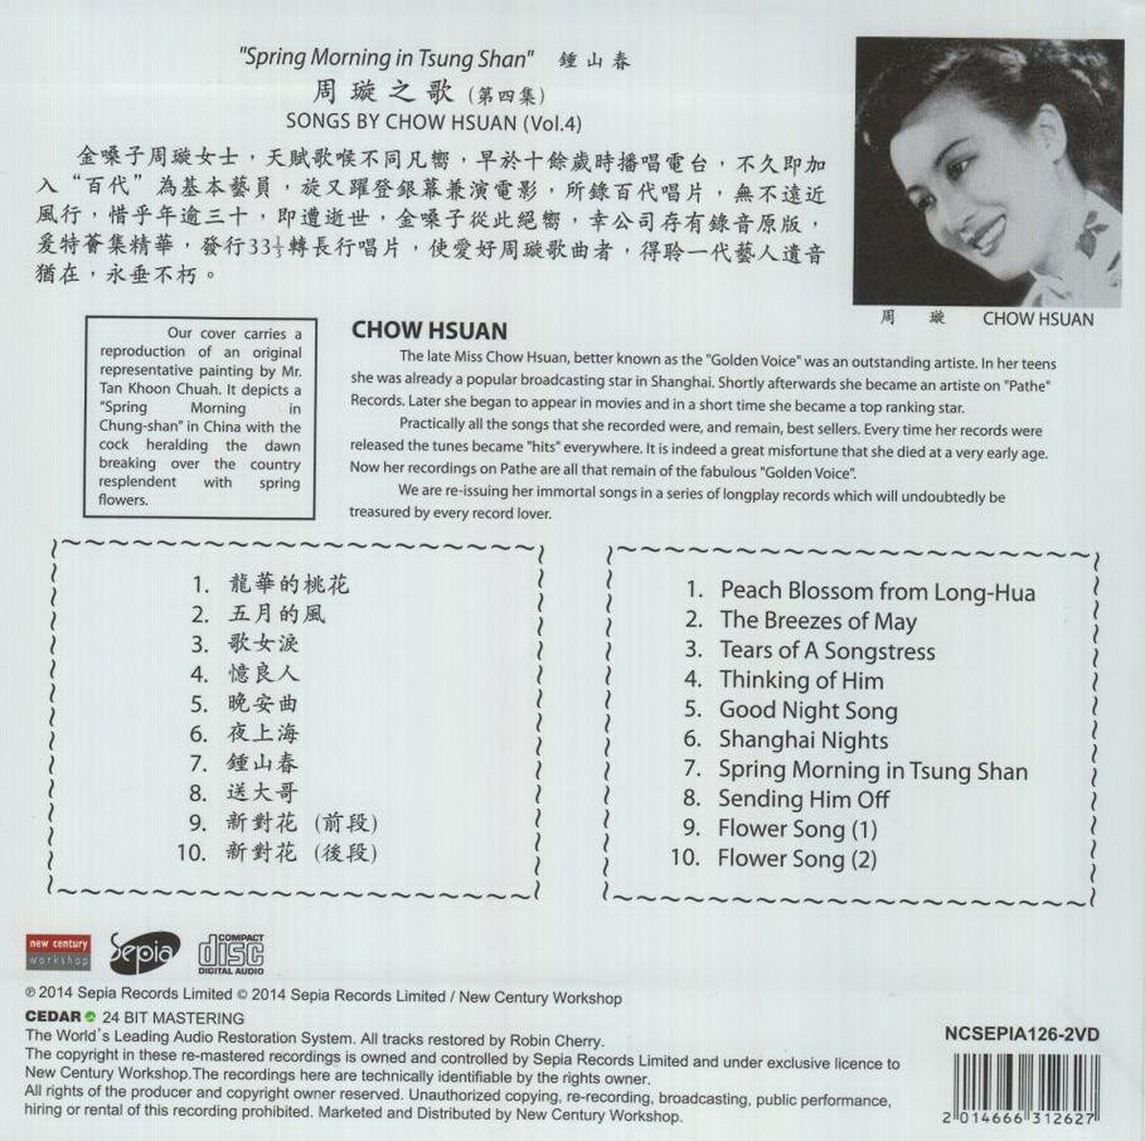 "Spring Morning in Tsung Shan" 鍾山春
周璇之歌 (第四集)
SONGS BY CHOW HSUAN (Vol.4)
金嗓子周璇女士，天賦歌喉不同凡嚮，早於十餘歲時播唱電台，不久即加
入“百代”為基本藝員，旋又躍登銀幕兼演電影，所錄百代唱片，無不遠近
風行，惜乎年逾三十，即遭逝世，金嗓子從此絕嚮，幸公司存有錄音原版，
爰特薈集精華，發行33⅓轉長行唱片，使愛好周璇歌曲者，得聆一代藝人遺音
猶在，永垂不朽。
周 璇 CHOW HSUAN
Our cover carries a
reproduction of an original
representative painting by Mr.
Tan Khoon Chuah. It depicts a
"Spring Morning in
Chung-shan" in China with the
cock heralding the dawn
breaking over the country
resplendent with spring
flowers.
CHOW HSUAN
The late Miss Chow Hsuan, better known as the "Golden Voice" was an outstanding artiste. In her teens
she was already a popular broadcasting star in Shanghai. Shortly afterwards she became an artiste on "Pathe"
Records. Later she began to appear in movies and in a short time she became a top ranking star.
Practically all the songs that she recorded were, and remain, best sellers. Every time her records were
released the tunes became "hits" everywhere. It is indeed a great misfortune that she died at a very early age.
Now her recordings on Pathe are all that remain of the fabulous "Golden Voice".
We are re-issuing her immortal songs in a series of longplay records which will undoubtedly be
treasured by every record lover.
1. 龍華的桃花
2. 五月的風
3. 歌女淚
4. 憶良人
5. 晚安曲
6. 夜上海
7. 鍾山春
8. 送大哥
9. 新對花 (前段)
10. 新對花 (後段)
1. Peach Blossom from Long-Hua
2. The Breezes of May
3. Tears of A Songstress
4. Thinking of Him
5. Good Night Song
6. Shanghai Nights
7. Spring Morning in Tsung Shan
8. Sending Him Off
9. Flower Song (1)
10. Flower Song (2)
new century
workshop
Sepia
COMPACT
disc
DIGITAL AUDIO
℗ 2014 Sepia Records Limited © 2014 Sepia Records Limited / New Century Workshop
CEDAR 24 BIT MASTERING
The World's Leading Audio Restoration System. All tracks restored by Robin Cherry.
The copyright in these re-mastered recordings is owned and controlled by Sepia Records Limited and under exclusive licence to
New Century Workshop.The recordings here are technically identifiable by the rights owner.
All rights of the producer and copyright owner reserved. Unauthorized copying, re-recording, broadcasting, public performance,
hiring or rental of this recording prohibited. Marketed and Distributed by New Century Workshop.
NCSEPIA126-2VD
2 014666 312627